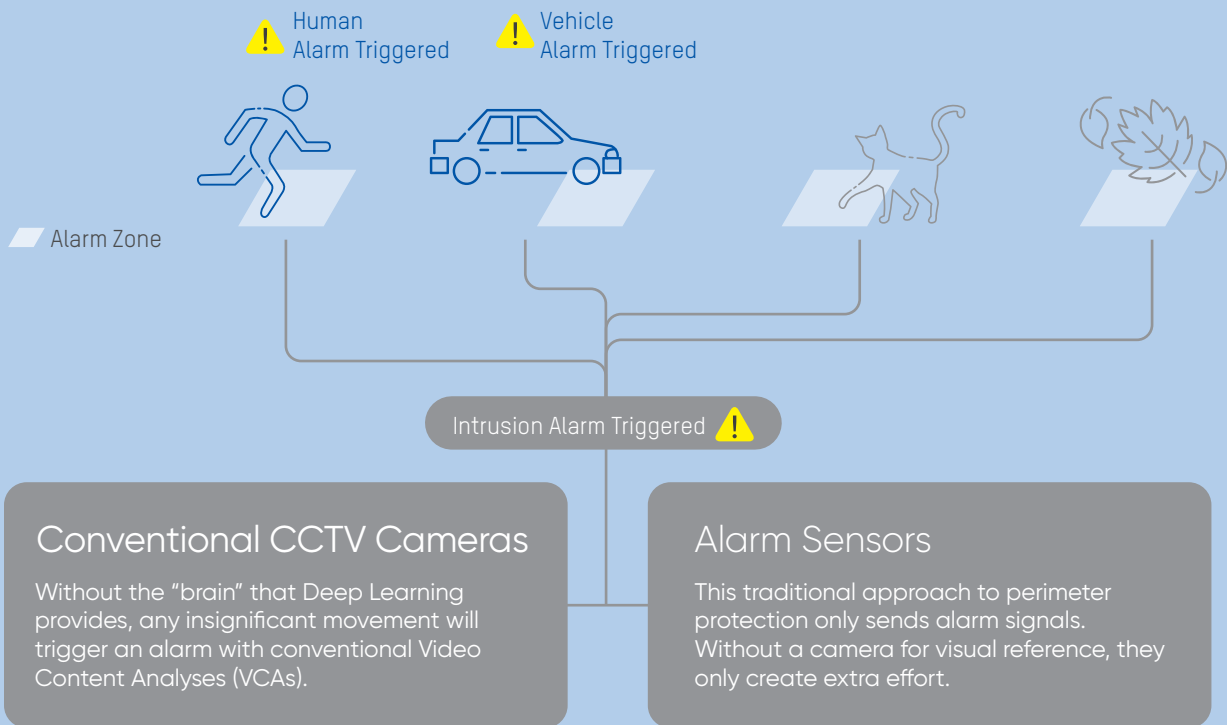 Human
Alarm Triggered
Vehicle
Alarm Triggered
Alarm Zone
Intrusion Alarm Triggered
Conventional CCTV Cameras
Without the “brain” that Deep Learning
provides, any insignificant movement will
trigger an alarm with conventional Video
Content Analyses (VCAs).
Alarm Sensors
This traditional approach to perimeter
protection only sends alarm signals.
Without a camera for visual reference, they
only create extra effort.